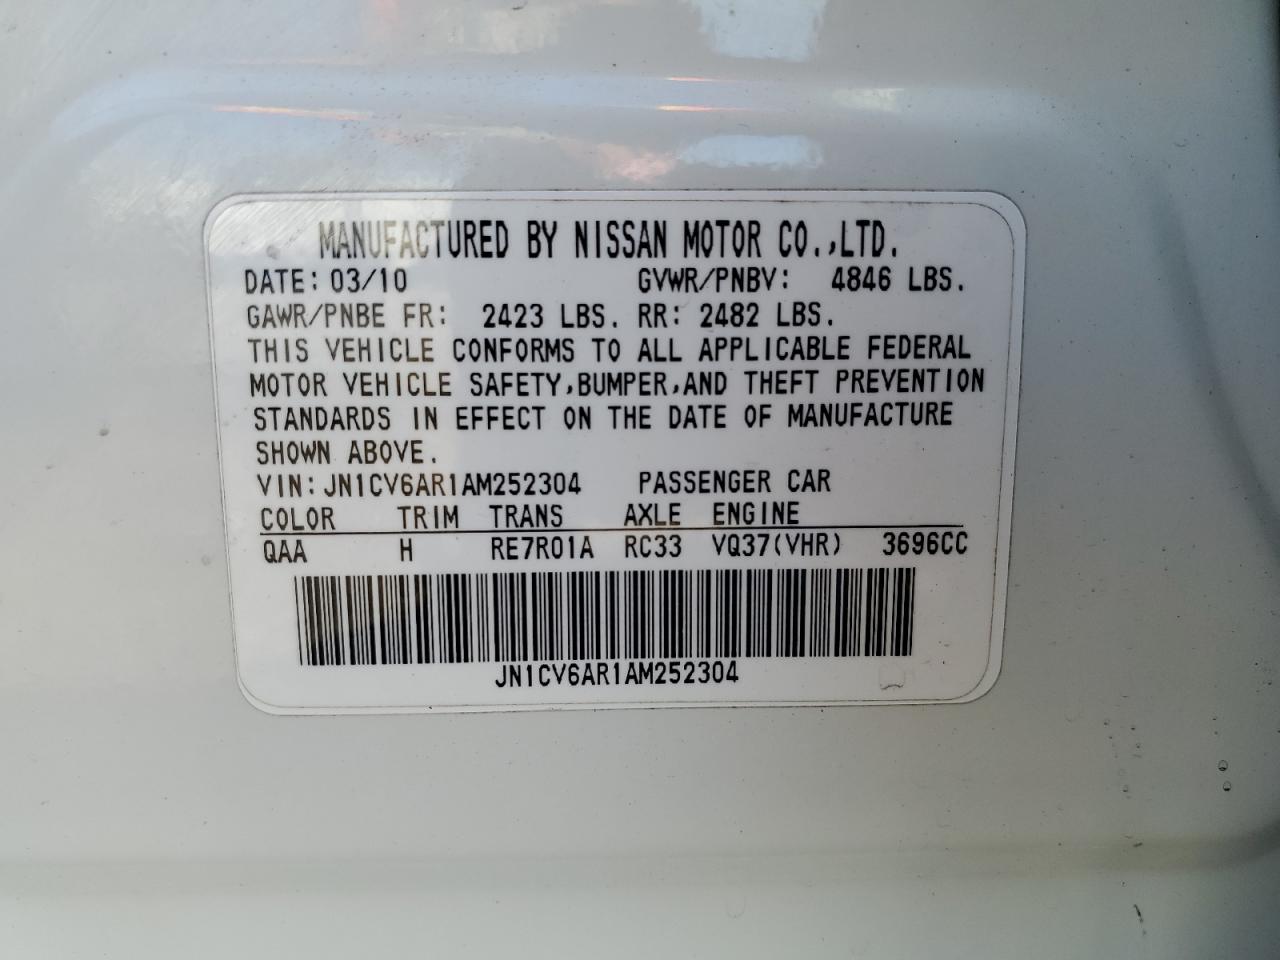 MANUFACTURED BY NISSAN MOTOR CO.,LTD.
DATE: 03/10 GVWR/PNBV: 4846 LBS.
GAWR/PNBE FR: 2423 LBS. RR: 2482 LBS.
THIS VEHICLE CONFORMS TO ALL APPLICABLE FEDERAL
MOTOR VEHICLE SAFETY,BUMPER,AND THEFT PREVENTION
STANDARDS IN EFFECT ON THE DATE OF MANUFACTURE
SHOWN ABOVE.
VIN: JN1CV6AR1AM252304 PASSENGER CAR
COLOR TRIM TRANS AXLE ENGINE
QAA H RE7R01A RC33 VQ37(VHR) 3696CC
JN1CV6AR1AM252304